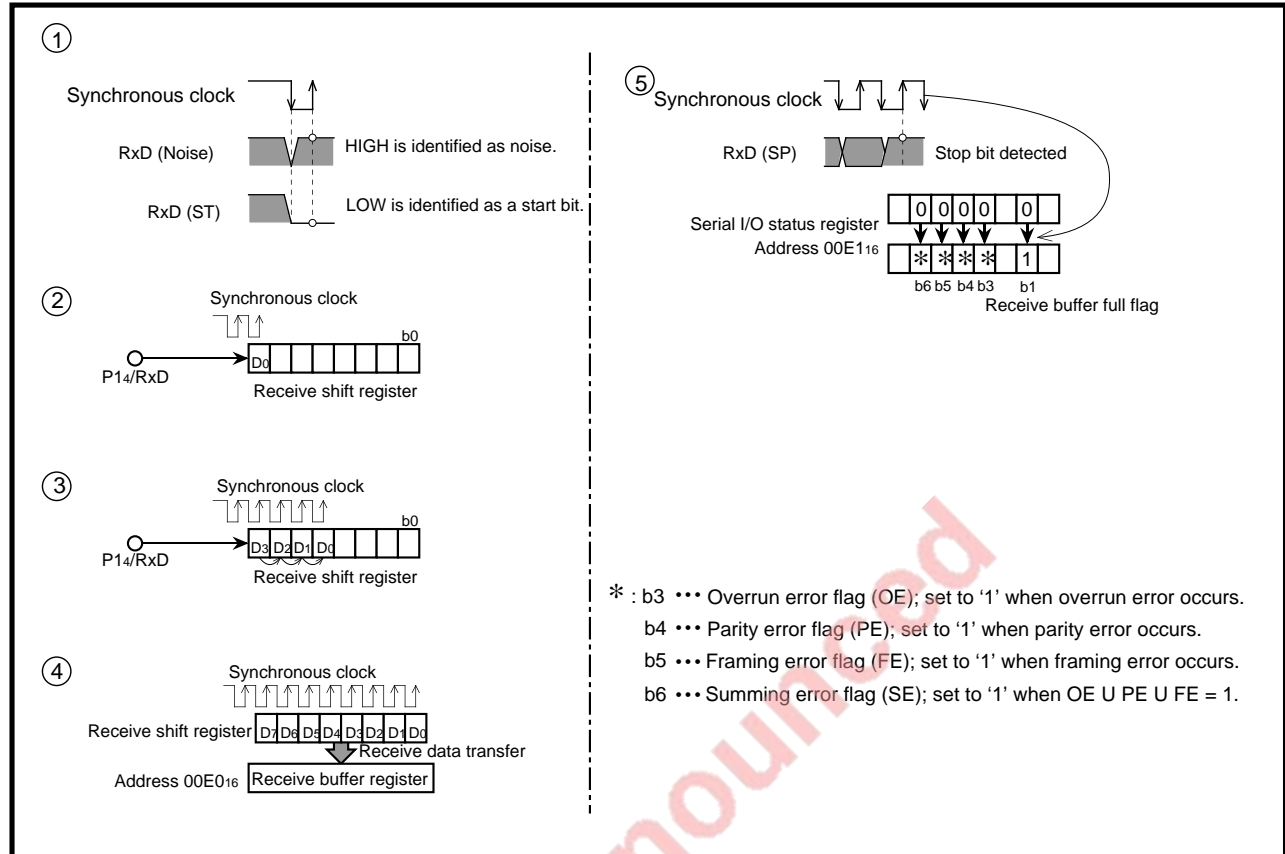 ①
Synchronous clock
RxD (Noise)
HIGH is identified as noise.
RxD (ST)
LOW is identified as a start bit.
②
Synchronous clock
b0
P14/RxD
D0
Receive shift register
③
Synchronous clock
b0
P14/RxD
D3 D2 D1 D0
Receive shift register
④
Synchronous clock
Receive shift register D7 D6 D5 D4 D3 D2 D1 D0
Receive data transfer
Address 00E016 Receive buffer register
⑤
Synchronous clock
RxD (SP)
Stop bit detected
0 0 0 0 0
Serial I/O status register
Address 00E116
* * * * 1
b6 b5 b4 b3 b1
Receive buffer full flag
* : b3 ••• Overrun error flag (OE); set to ‘1’ when overrun error occurs.
b4 ••• Parity error flag (PE); set to ‘1’ when parity error occurs.
b5 ••• Framing error flag (FE); set to ‘1’ when framing error occurs.
b6 ••• Summing error flag (SE); set to ‘1’ when OE U PE U FE = 1.
nounced